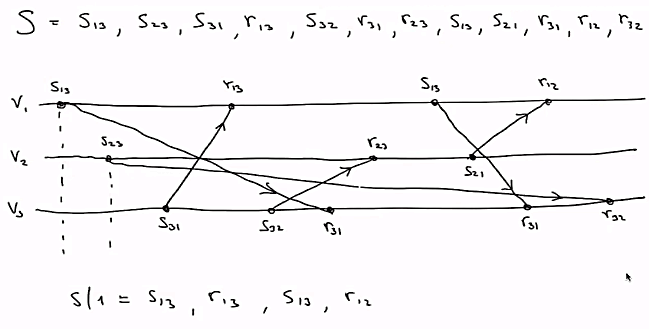 S = S₁₃, S₂₃, S₃₁, r₁₃, S₃₂, r₃₁, r₂₃, S₁₃, S₂₁, r₃₁, r₁₂, r₃₂
S₁₃ r₁₃ S₁₃ r₁₂
V₁
S₂₃ r₂₃
V₂
S₂₁
V₃
S₃₁ S₃₂ r₃₁ r₃₁ r₃₂
S|1 = S₁₃, r₁₃, S₁₃, r₁₂